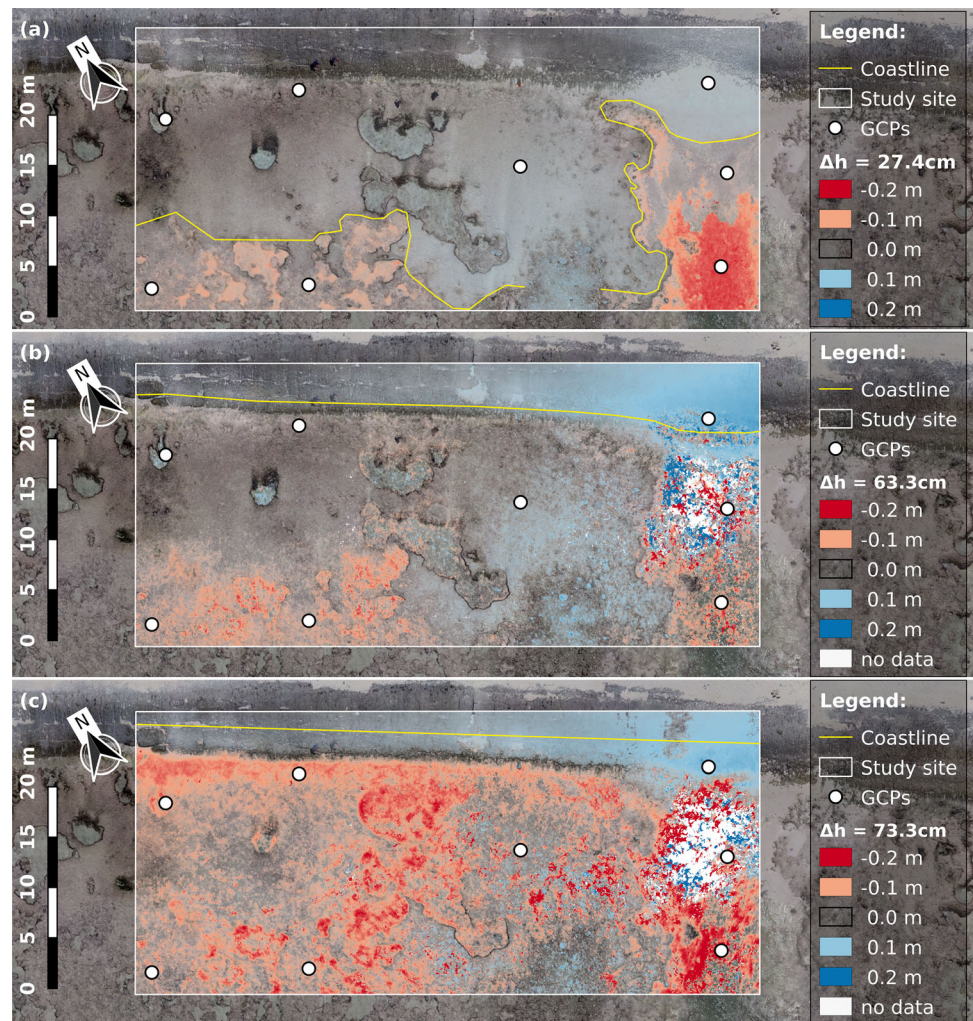 (a)
N
20 m
15
10
5
0
Legend:
Coastline
Study site
GCPs
Δh = 27.4cm
-0.2 m
-0.1 m
0.0 m
0.1 m
0.2 m
(b)
N
20 m
15
10
5
0
Legend:
Coastline
Study site
GCPs
Δh = 63.3cm
-0.2 m
-0.1 m
0.0 m
0.1 m
0.2 m
no data
(c)
N
20 m
15
10
5
0
Legend:
Coastline
Study site
GCPs
Δh = 73.3cm
-0.2 m
-0.1 m
0.0 m
0.1 m
0.2 m
no data